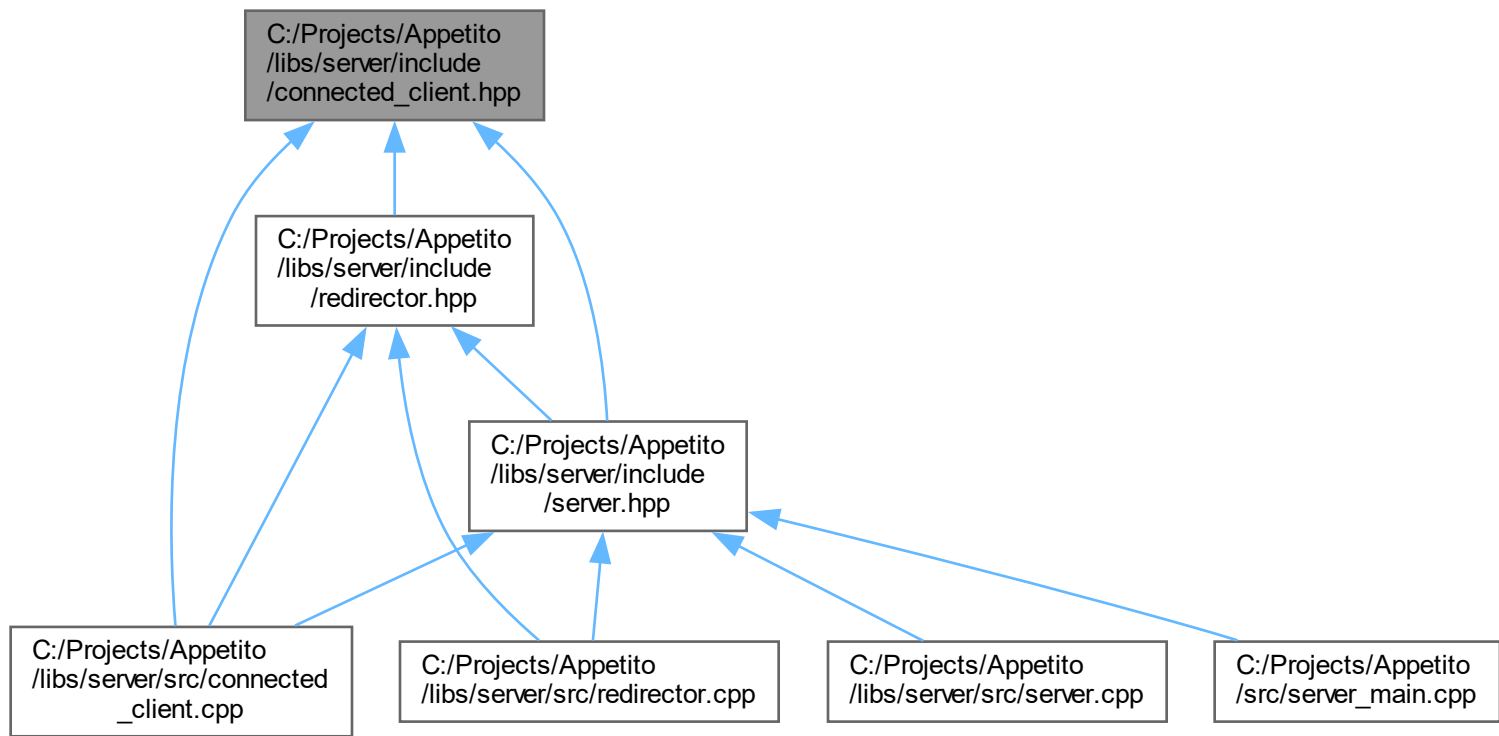 C:/Projects/Appetito
/libs/server/include
/connected_client.hpp
C:/Projects/Appetito
/libs/server/include
/redirector.hpp
C:/Projects/Appetito
/libs/server/include
/server.hpp
C:/Projects/Appetito
/libs/server/src/connected
_client.cpp
C:/Projects/Appetito
/libs/server/src/redirector.cpp
C:/Projects/Appetito
/libs/server/src/server.cpp
C:/Projects/Appetito
/src/server_main.cpp